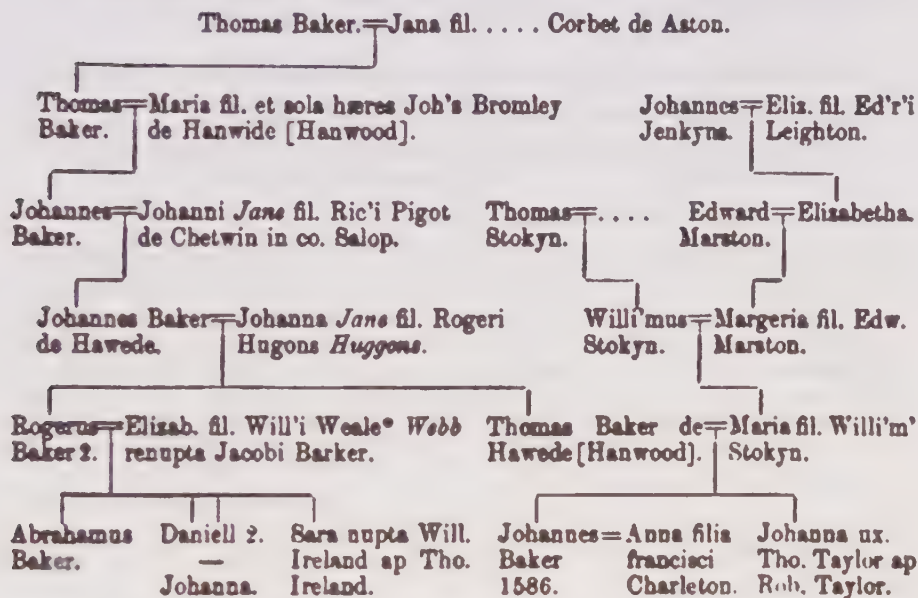 Thomas Baker. Jana fil. ..... Corbet de Aston.
Thomas Maria fil. et sola hæres Joh's Bromley Johannes Eliz. fil. Ed'r'i
Baker. de Hanwide [Hanwood]. Jenkyns. Leighton.
Johannes Johanni Jane fil. Ric'i Pigot Thomas .... Edward Elizabetha.
Baker. de Chetwin in co. Salop. Stokyn. Marston.
Johannes Baker Johanna Jane fil. Rogeri Willi'mus Margeria fil. Edw.
de Hawede. Hugons Huggons. Stokyn. Marston.
Rogerus Elizab. fil. Will'i Weale* Webb Thomas Baker de Maria fil. Willi'm'
Baker 2. renupta Jacobi Barker. Hawede [Hanwood]. Stokyn.
Abrahamus Daniell 2. Sara nupta Will. Johannes Anna filia Johanna ux.
Baker. — Ireland ap Tho. Baker francisci Tho. Taylor ap
Johanna. Ireland. 1586. Charleton. Rob. Taylor.